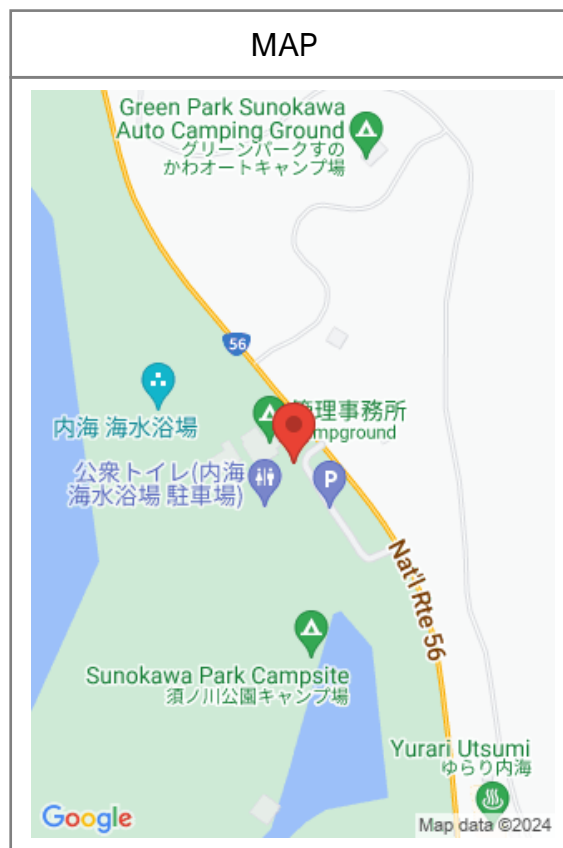 MAP
Green Park Sunokawa
Auto Camping Ground
グリーンパークすの
かわオートキャンプ場
56
内海 海水浴場
管理事務所
公衆トイレ(内海
海水浴場 駐車場)
P
Nat'l Rte 56
Sunokawa Park Campsite
須ノ川公園キャンプ場
Yurari Utsumi
ゆらり内海
Google
Map data ©2024